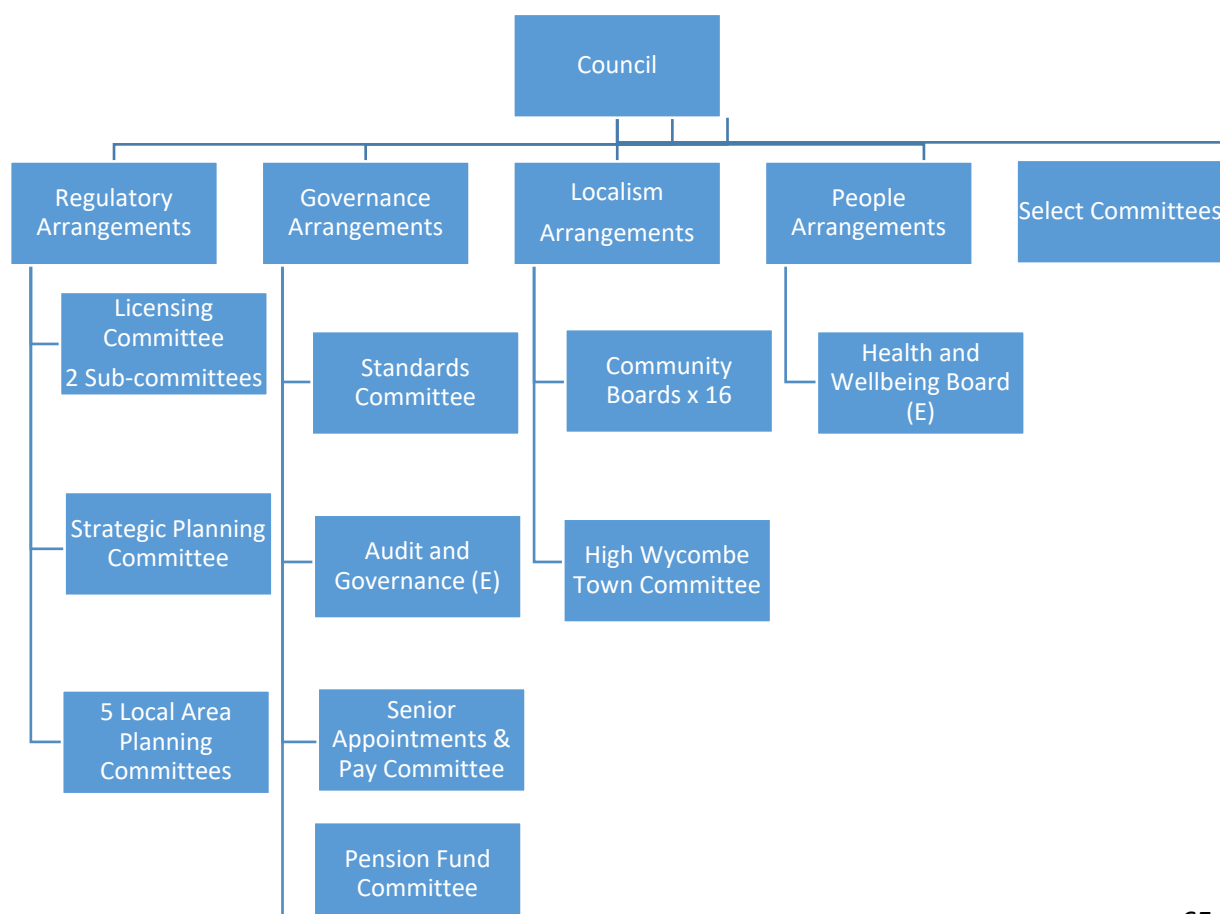 Council
Regulatory
Arrangements
Governance
Arrangements
Localism
Arrangements
People
Arrangements
Select Committees
Licensing
Committee
2 Sub-committees
Standards
Committee
Community
Boards x 16
Health and
Wellbeing Board
(E)
Strategic Planning
Committee
Audit and
Governance (E)
High Wycombe
Town Committee
5 Local Area
Planning
Committees
Senior
Appointments &
Pay Committee
Pension Fund
Committee